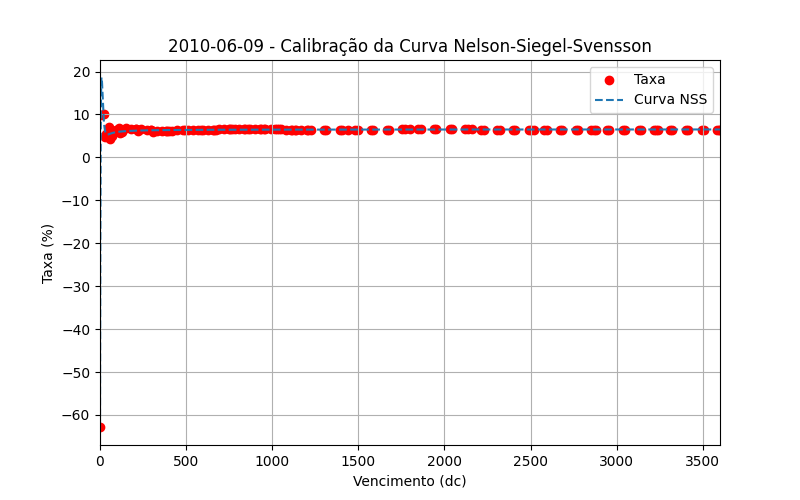 2010-06-09 - Calibração da Curva Nelson-Siegel-Svensson
Taxa
Curva NSS
Taxa (%)
20
10
0
−10
−20
−30
−40
−50
−60
0 500 1000 1500 2000 2500 3000 3500
Vencimento (dc)